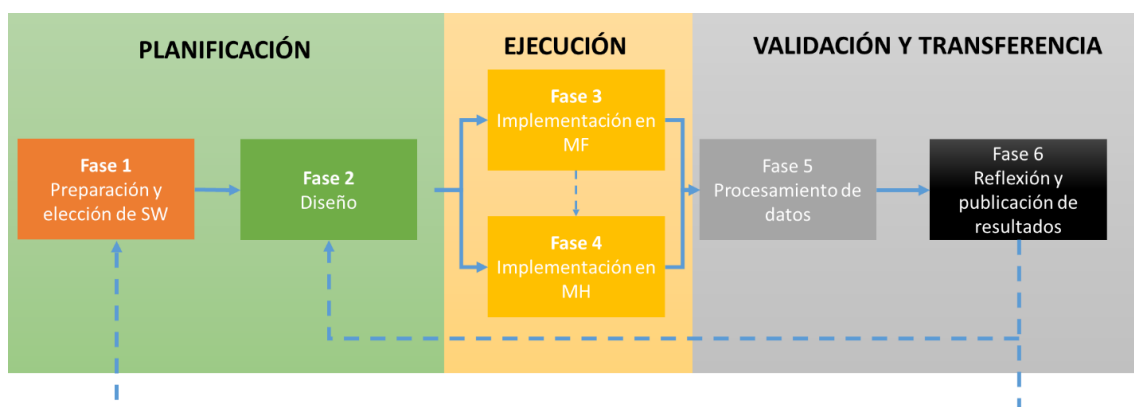 PLANIFICACIÓN
Fase 1
Preparación y
elección de SW
Fase 2
Diseño
EJECUCIÓN
Fase 3
Implementación en
MF
Fase 4
Implementación en
MH
VALIDACIÓN Y TRANSFERENCIA
Fase 5
Procesamiento de
datos
Fase 6
Reflexión y
publicación de
resultados